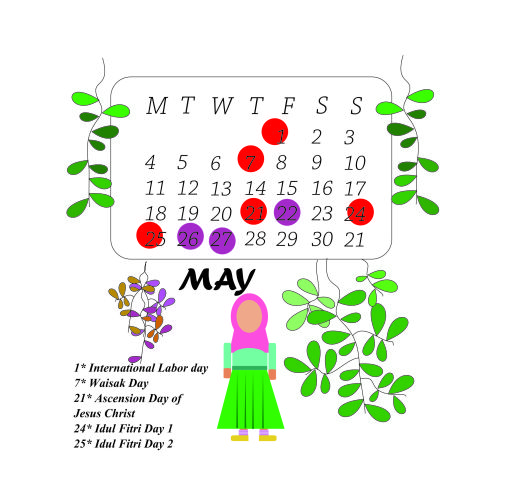 M T W T F S S
1 2 3
4 5 6 7 8 9 10
11 12 13 14 15 16 17
18 19 20 21 22 23 24
25 26 27 28 29 30 21
MAY
1* International Labor day
7* Waisak Day
21* Ascension Day of
Jesus Christ
24* Idul Fitri Day 1
25* Idul Fitri Day 2